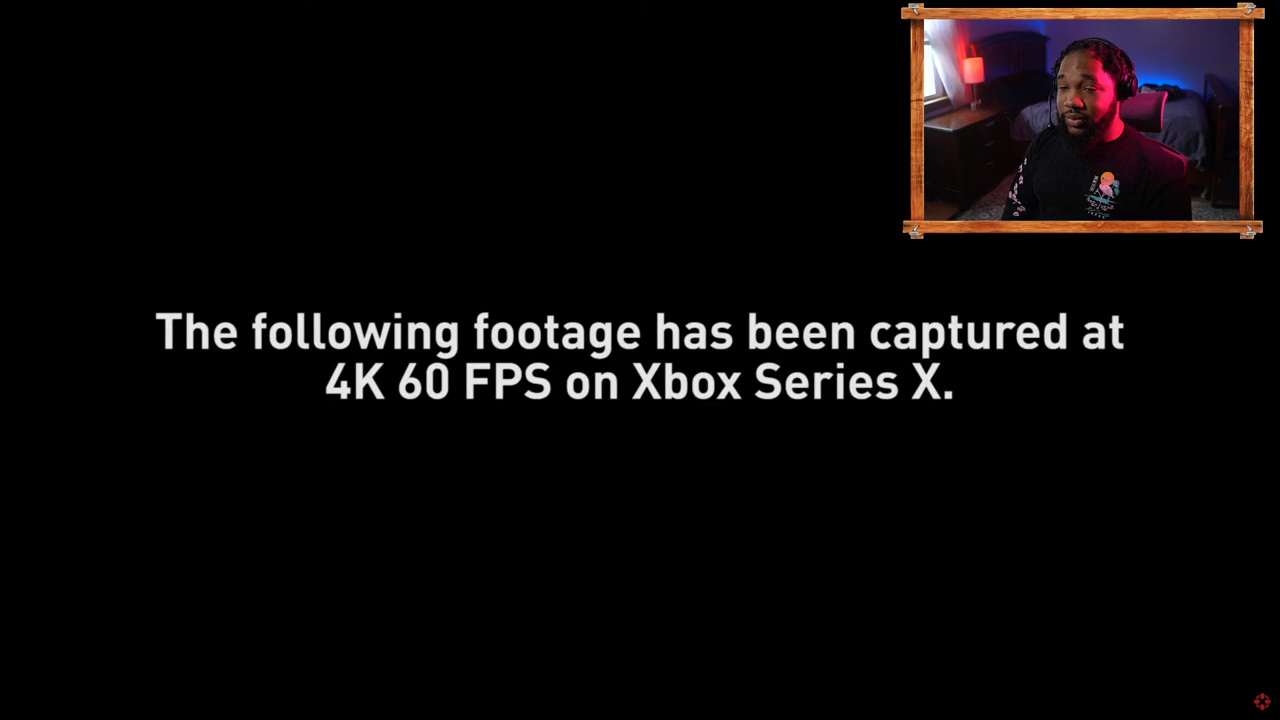 The following footage has been captured at
4K 60 FPS on Xbox Series X.